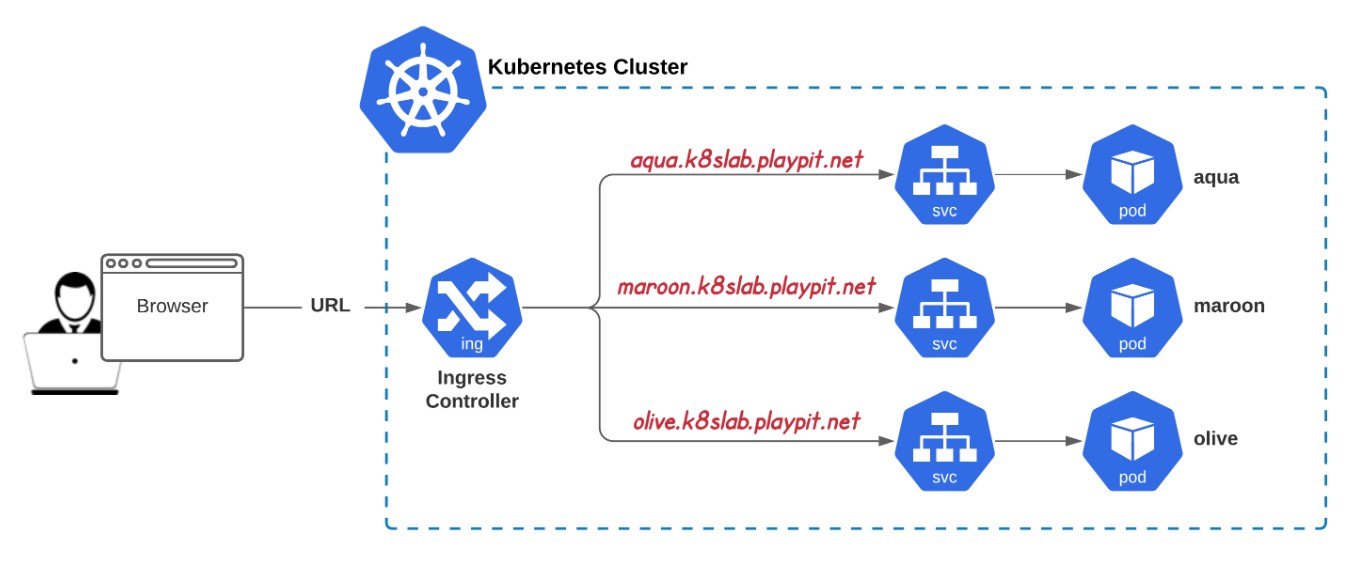 Kubernetes Cluster
aqua.k8slab.playpit.net
svc
pod
aqua
Browser
URL
ing
Ingress
Controller
maroon.k8slab.playpit.net
svc
pod
maroon
olive.k8slab.playpit.net
svc
pod
olive